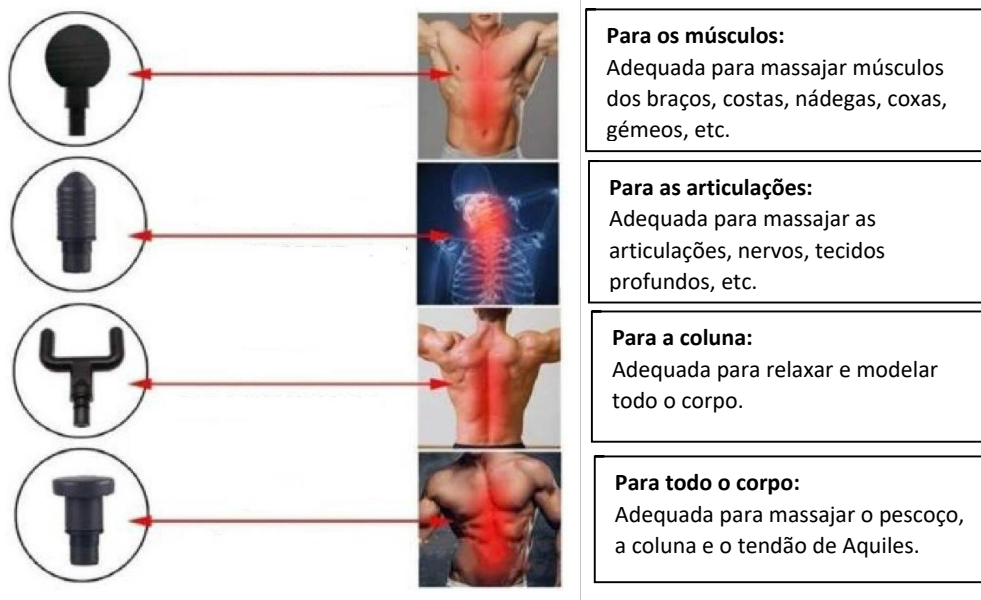 Para os músculos:
Adequada para massajar músculos
dos braços, costas, nádegas, coxas,
gémeos, etc.
Para as articulações:
Adequada para massajar as
articulações, nervos, tecidos
profundos, etc.
Para a coluna:
Adequada para relaxar e modelar
todo o corpo.
Para todo o corpo:
Adequada para massajar o pescoço,
a coluna e o tendão de Aquiles.